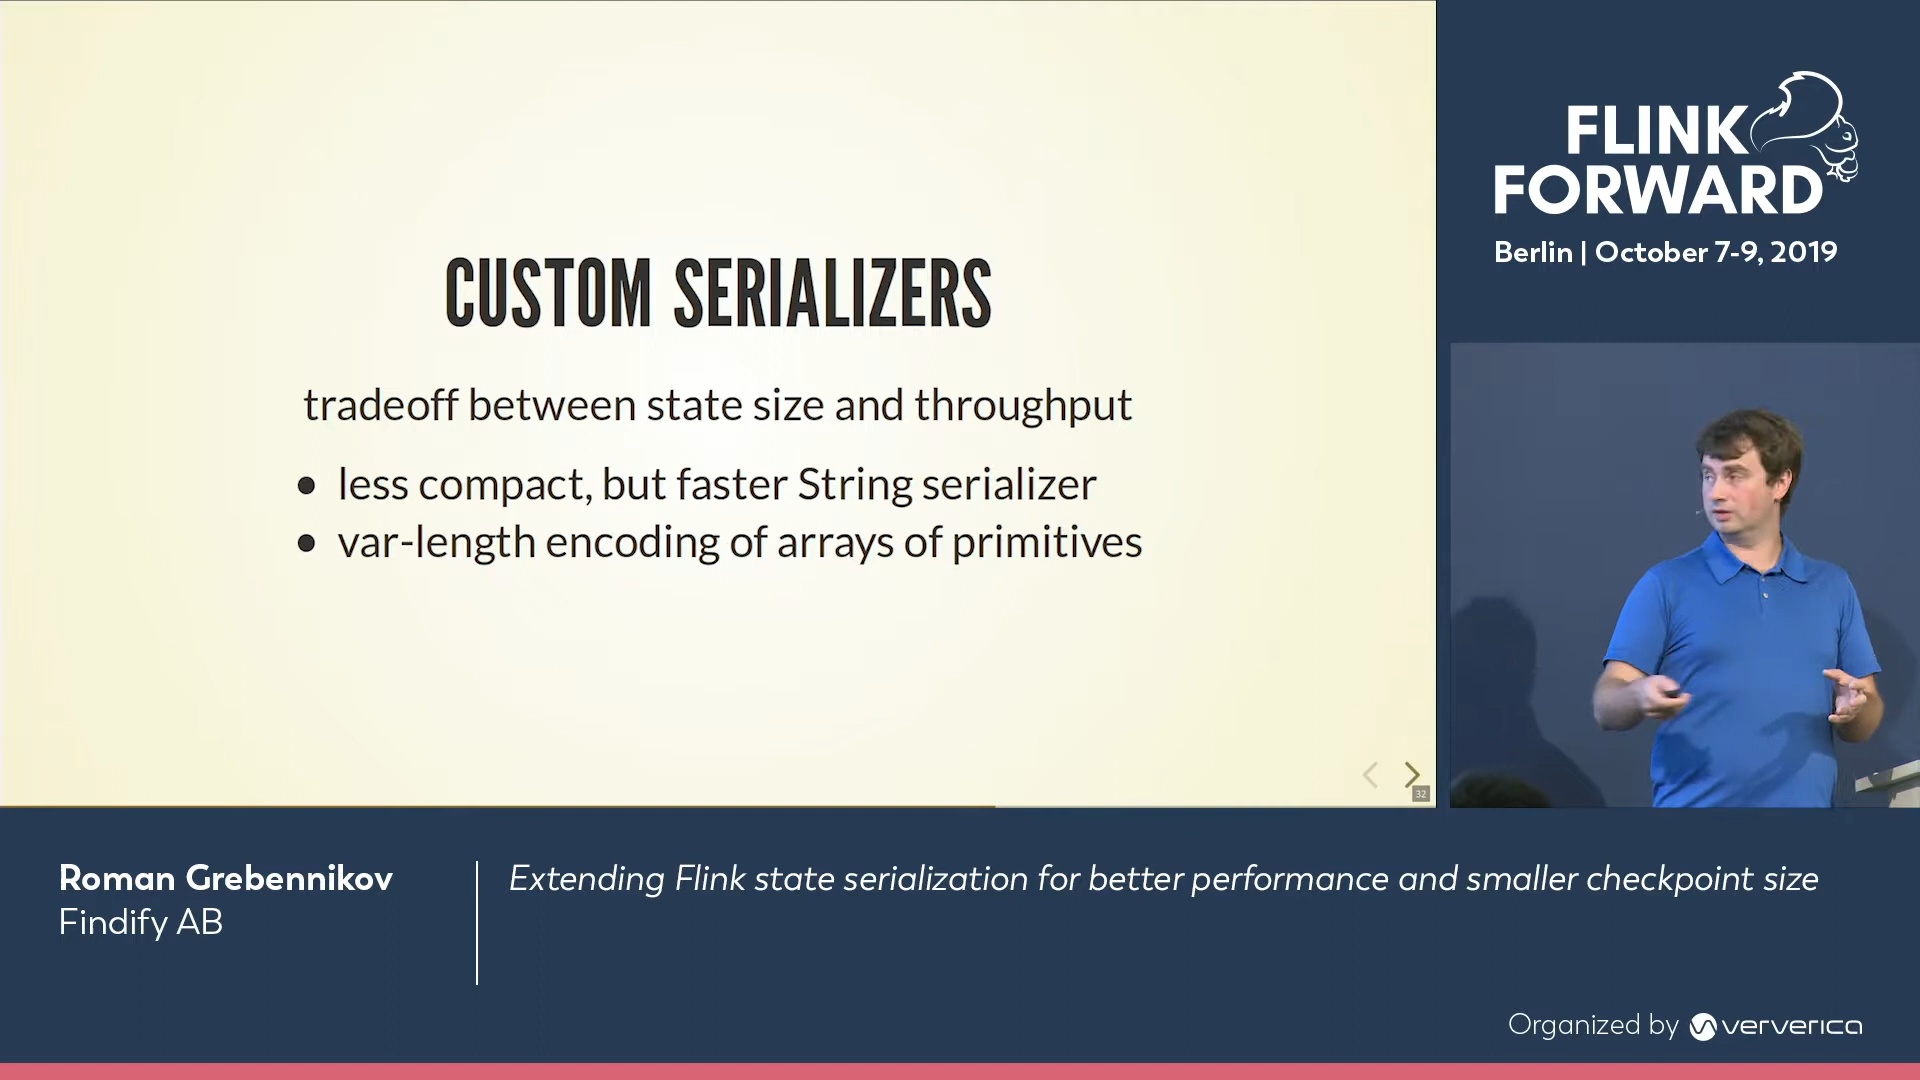 CUSTOM SERIALIZERS
tradeoff between state size and throughput
• less compact, but faster String serializer
• var-length encoding of arrays of primitives
32
FLINK
FORWARD
Berlin | October 7-9, 2019
Roman Grebennikov
Findify AB
Extending Flink state serialization for better performance and smaller checkpoint size
Organized by ververica